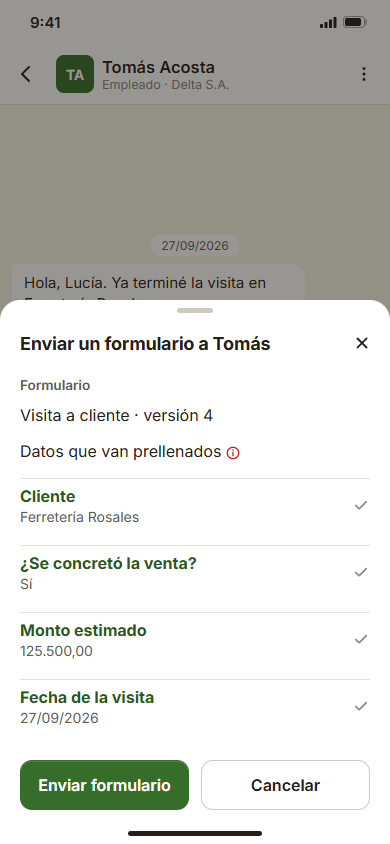 9:41
TA
Tomás Acosta
Empleado · Delta S.A.
27/09/2026
Hola, Lucía. Ya terminé la visita en
Enviar un formulario a Tomás
Formulario
Visita a cliente · versión 4
Datos que van prellenados
Cliente
Ferretería Rosales
¿Se concretó la venta?
Sí
Monto estimado
125.500,00
Fecha de la visita
27/09/2026
Enviar formulario
Cancelar